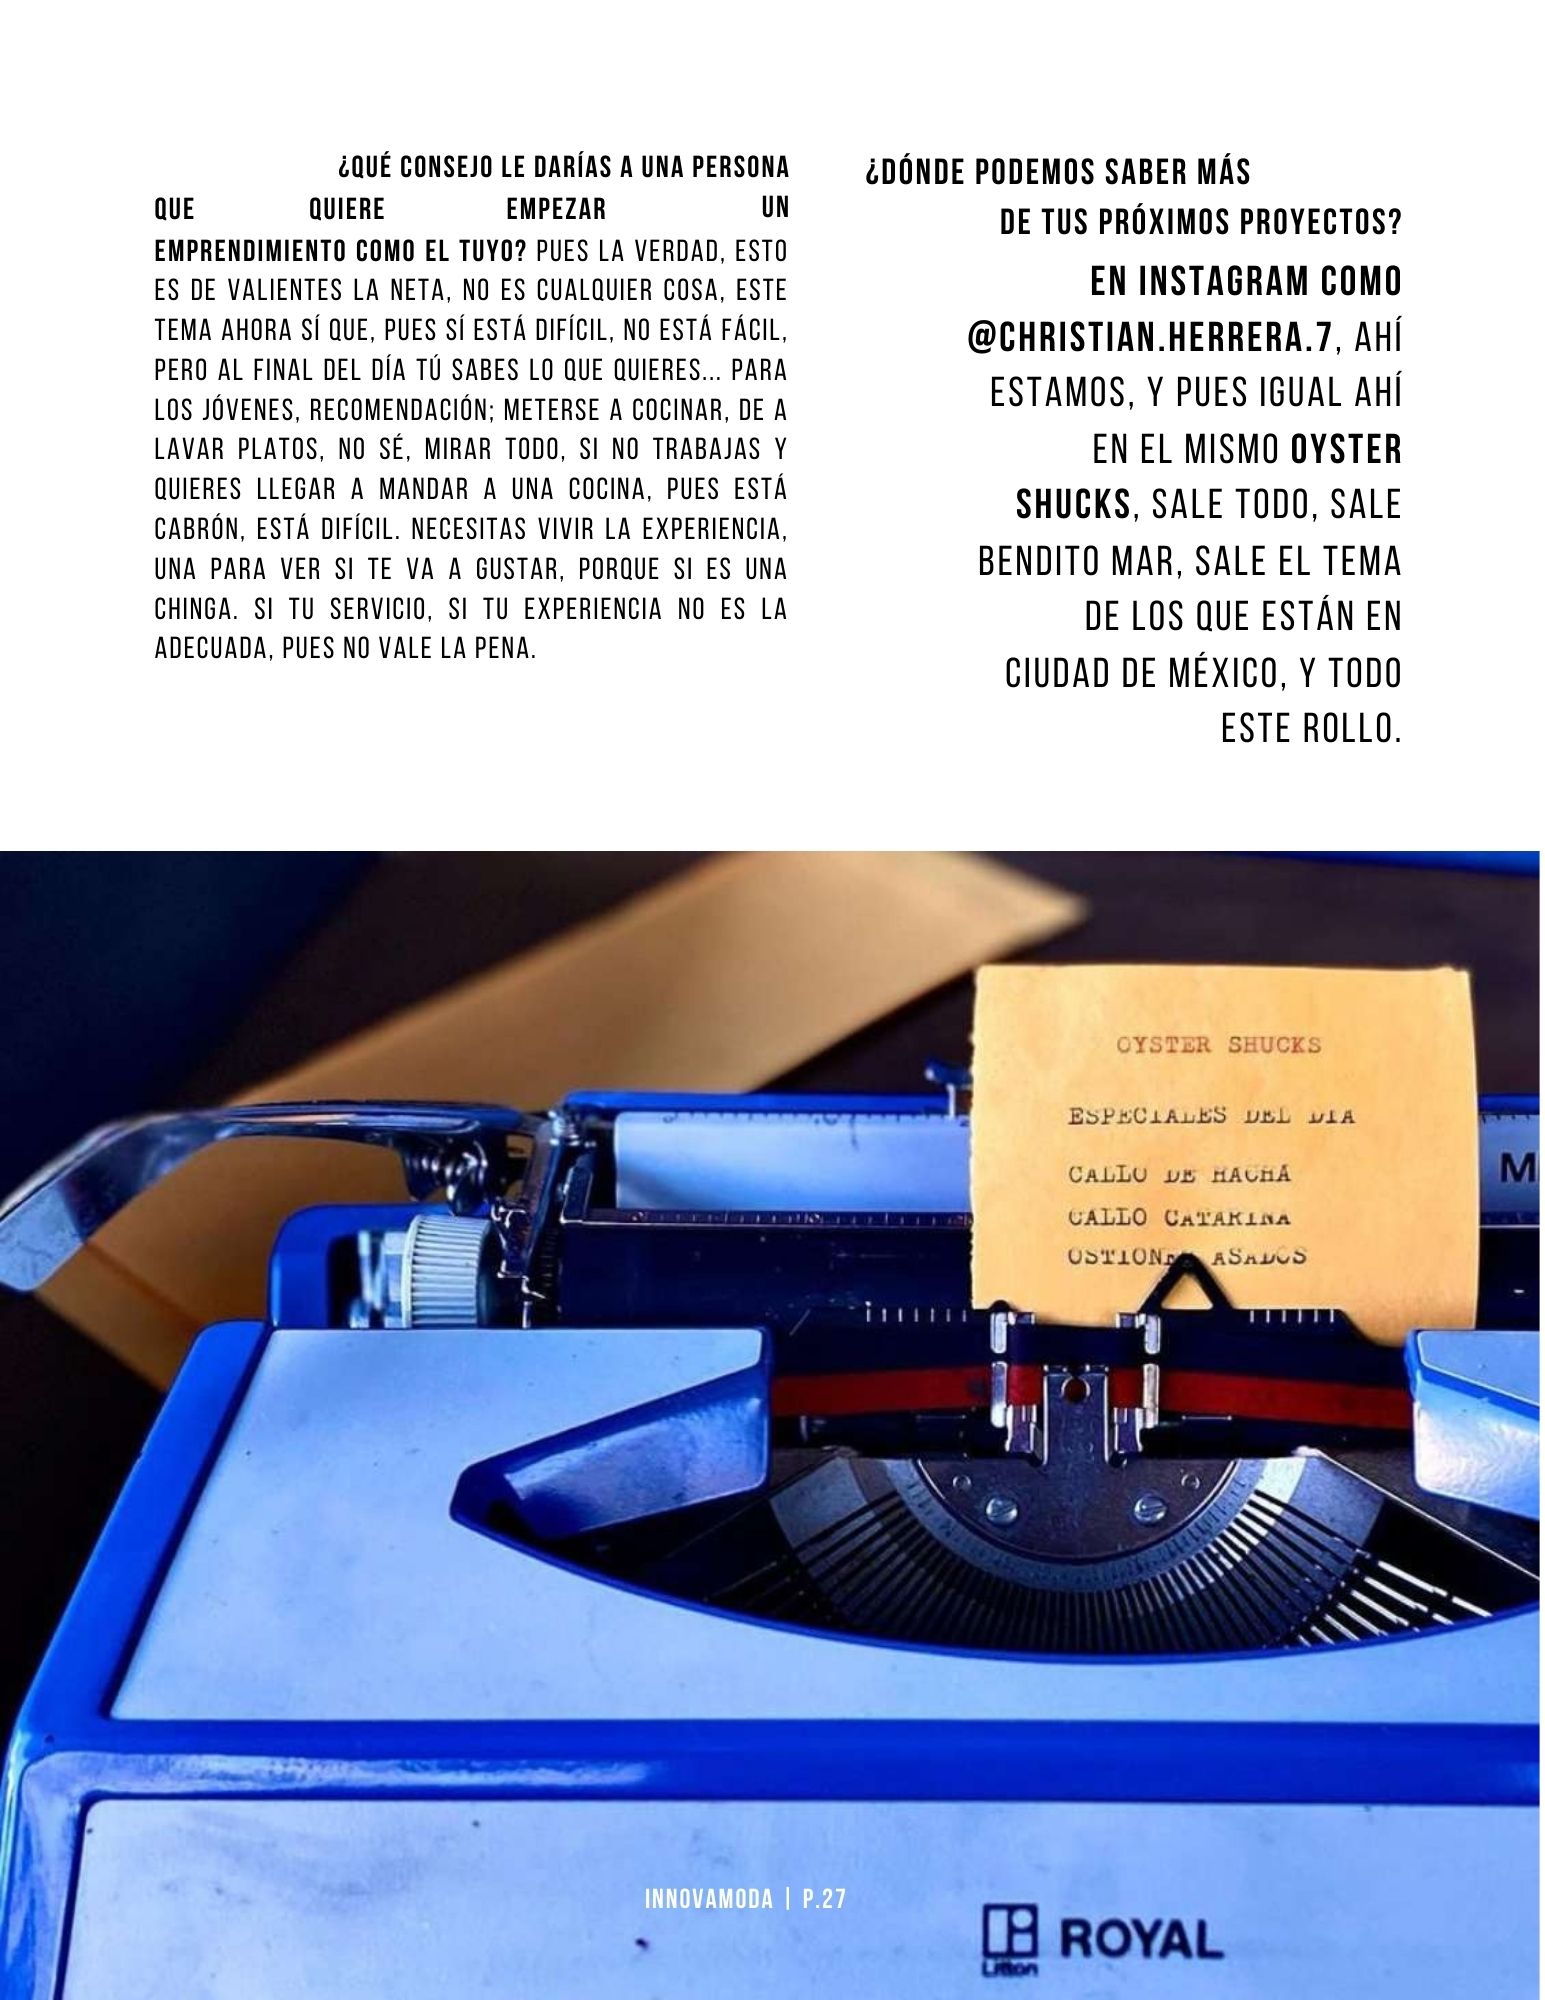 ¿QUÉ CONSEJO LE DARÍAS A UNA PERSONA
QUE QUIERE EMPEZAR UN
EMPRENDIMIENTO COMO EL TUYO? PUES LA VERDAD, ESTO
ES DE VALIENTES LA NETA, NO ES CUALQUIER COSA, ESTE
TEMA AHORA SÍ QUE, PUES SÍ ESTÁ DIFÍCIL, NO ESTÁ FÁCIL,
PERO AL FINAL DEL DÍA TÚ SABES LO QUE QUIERES... PARA
LOS JÓVENES, RECOMENDACIÓN; METERSE A COCINAR, DE A
LAVAR PLATOS, NO SÉ, MIRAR TODO, SI NO TRABAJAS Y
QUIERES LLEGAR A MANDAR A UNA COCINA, PUES ESTÁ
CABRÓN, ESTÁ DIFÍCIL. NECESITAS VIVIR LA EXPERIENCIA,
UNA PARA VER SI TE VA A GUSTAR, PORQUE SI ES UNA
CHINGA. SI TU SERVICIO, SI TU EXPERIENCIA NO ES LA
ADECUADA, PUES NO VALE LA PENA.
¿DÓNDE PODEMOS SABER MÁS
DE TUS PRÓXIMOS PROYECTOS?
EN INSTAGRAM COMO
@CHRISTIAN.HERRERA.7, AHÍ
ESTAMOS, Y PUES IGUAL AHÍ
EN EL MISMO OYSTER
SHUCKS, SALE TODO, SALE
BENDITO MAR, SALE EL TEMA
DE LOS QUE ESTÁN EN
CIUDAD DE MÉXICO, Y TODO
ESTE ROLLO.
OYSTER SHUCKS
ESPECIALES DEL DIA
CALLO DE HACHA
CALLO CATARINA
OSTIONES ASADOS
M
INNOVAMODA | P.27
ROYAL
Litton